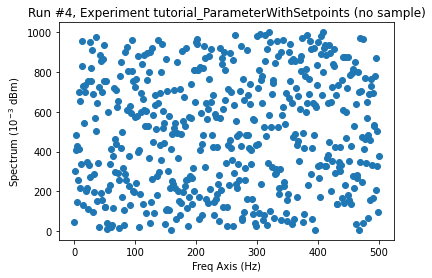 Run #4, Experiment tutorial_ParameterWithSetpoints (no sample)
1000
800
600
400
200
0
Spectrum (10⁻³ dBm)
0 100 200 300 400 500
Freq Axis (Hz)